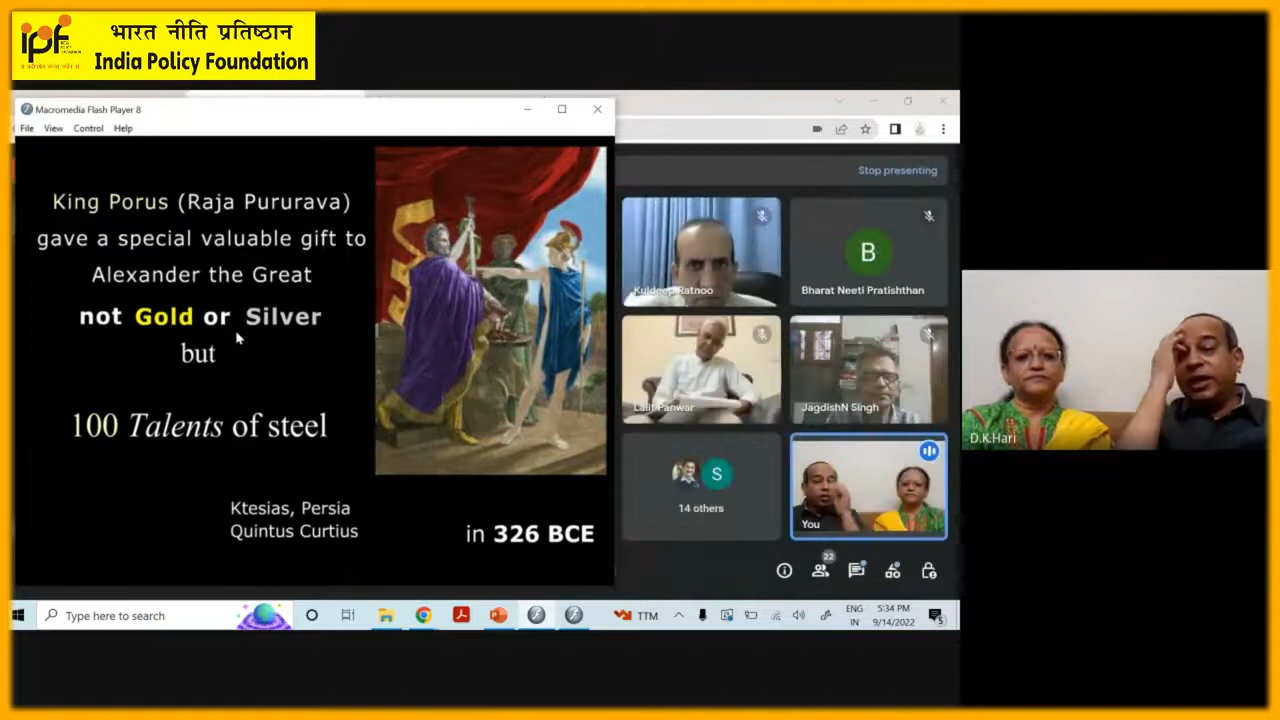 भारत नीति प्रतिष्ठान
ipf
India Policy Foundation
Macromedia Flash Player 8
File View Control Help
King Porus (Raja Pururava)
gave a special valuable gift to
Alexander the Great
not Gold or Silver
but
100 Talents of steel
Ktesias, Persia
Quintus Curtius
in 326 BCE
Stop presenting
Kuldeep Ratnoo
B
Bharat Neeti Pratishthan
Lalit Panwar
JagdishN Singh
S
14 others
You
22
D.K.Hari
Type here to search
TTM
ENG
IN
5:34 PM
9/14/2022
5